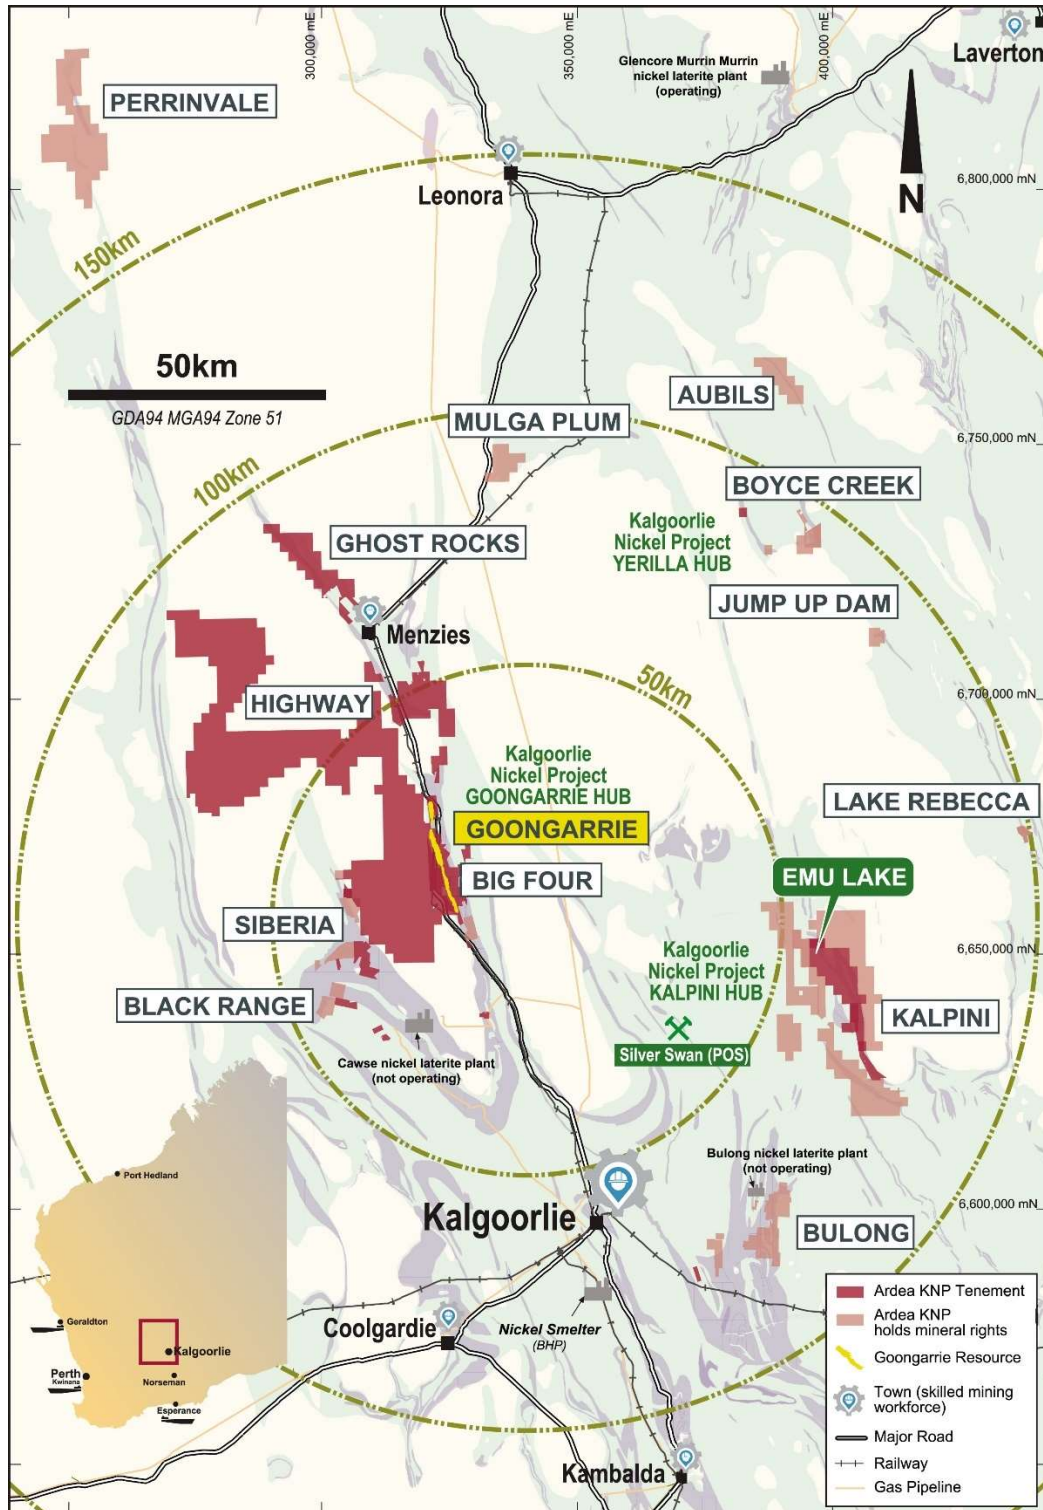 300,000 mE
350,000 mE
400,000 mE
Glencore Murrin Murrin
nickel laterite plant
(operating)
Laverton
PERRINVALE
N
6,800,000 mN
Leonora
150km
50km
GDA94 MGA94 Zone 51
AUBILS
MULGA PLUM
6,750,000 mN
100km
BOYCE CREEK
GHOST ROCKS
Kalgoorlie
Nickel Project
YERILLA HUB
JUMP UP DAM
Menzies
50km
HIGHWAY
6,700,000 mN
Kalgoorlie
Nickel Project
GOONGARRIE HUB
LAKE REBECCA
GOONGARRIE
BIG FOUR
EMU LAKE
SIBERIA
Kalgoorlie
Nickel Project
KALPINI HUB
6,650,000 mN
BLACK RANGE
KALPINI
Silver Swan (POS)
Cawse nickel laterite plant
(not operating)
Bulong nickel laterite plant
(not operating)
Port Hedland
Kalgoorlie
6,600,000 mN
BULONG
Geraldton
Kalgoorlie
Perth
Kwinana
Norseman
Esperance
Coolgardie
Nickel Smelter
(BHP)
Kambalda
Ardea KNP Tenement
Ardea KNP
holds mineral rights
Goongarrie Resource
Town (skilled mining
workforce)
Major Road
Railway
Gas Pipeline